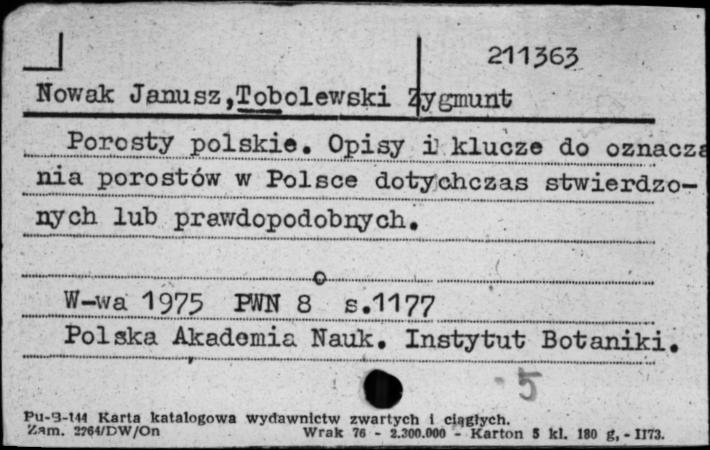 211363
Nowak Janusz,Tobolewski Zygmunt
Porosty polskie. Opisy i klucze do oznacza
nia porostów w Polsce dotychczas stwierdzo-
nych lub prawdopodobnych.
W-wa 1975 PWN 8° s.1177
Polska Akademia Nauk. Instytut Botaniki.
5
Pu-B-144 Karta katalogowa wydawnictw zwartych i ciągłych.
Zam. 2264/DW/On Wrak 76 - 2.300.000 - Karton 5 kl. 180 g, - II73.